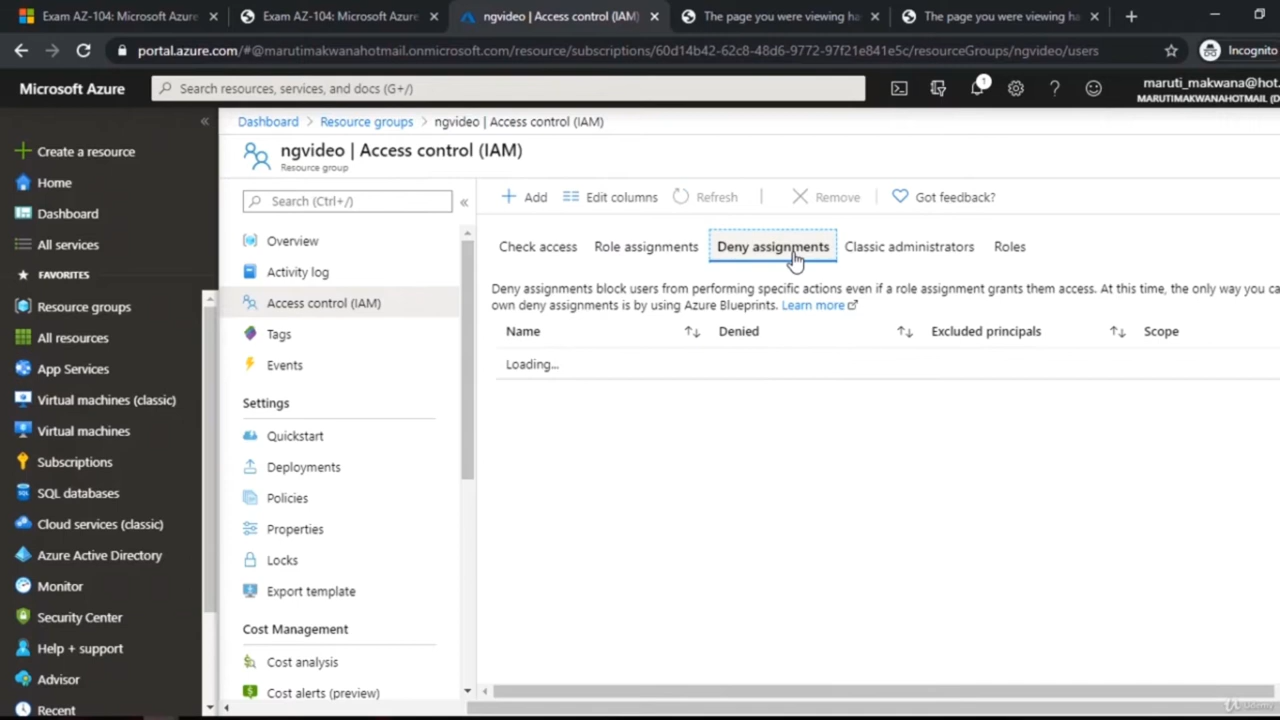 Exam AZ-104: Microsoft Azure
Exam AZ-104: Microsoft Azure
ngvideo | Access control (IAM)
The page you were viewing ha
The page you were viewing ha
portal.azure.com/#@marutimakwanahotmail.onmicrosoft.com/resource/subscriptions/60d14b42-62c8-48d6-9772-97f21e841e5c/resourceGroups/ngvideo/users
Incognito
Microsoft Azure
Search resources, services, and docs (G+/)
1
maruti_makwana@hot.
MARUTIMAKWANAHOTMAIL (D
Create a resource
Home
Dashboard
All services
FAVORITES
Resource groups
All resources
App Services
Virtual machines (classic)
Virtual machines
Subscriptions
SQL databases
Cloud services (classic)
Azure Active Directory
Monitor
Security Center
Help + support
Advisor
Recent
Dashboard > Resource groups > ngvideo | Access control (IAM)
ngvideo | Access control (IAM)
Resource group
Search (Ctrl+/)
Overview
Activity log
Access control (IAM)
Tags
Events
Settings
Quickstart
Deployments
Policies
Properties
Locks
Export template
Cost Management
Cost analysis
Cost alerts (preview)
Add
Edit columns
Refresh
Remove
Got feedback?
Check access
Role assignments
Deny assignments
Classic administrators
Roles
Deny assignments block users from performing specific actions even if a role assignment grants them access. At this time, the only way you ca
own deny assignments is by using Azure Blueprints. Learn more
Name
Denied
Excluded principals
Scope
Loading...
Udemy